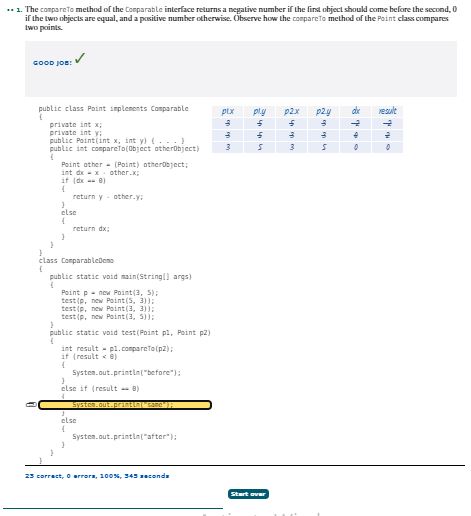 •• 1. The compareTo method of the Comparable interface returns a negative number if the first object should come before the second, 0
if the two objects are equal, and a positive number otherwise. Observe how the compareTo method of the Point class compares
two points.
GOOD JOB!
public class Point implements Comparable
{
private int x;
private int y;
public Point(int x, int y) { . . . }
public int compareTo(Object otherObject)
{
Point other = (Point) otherObject;
int dx = x - other.x;
if (dx == 0)
{
return y - other.y;
}
else
{
return dx;
}
}
}
class ComparableDemo
{
public static void main(String[] args)
{
Point p = new Point(3, 5);
test(p, new Point(5, 3));
test(p, new Point(3, 3));
test(p, new Point(3, 5));
}
public static void test(Point p1, Point p2)
{
int result = p1.compareTo(p2);
if (result < 0)
{
System.out.println("before");
}
else if (result == 0)
{
System.out.println("same");
}
else
{
System.out.println("after");
}
}
}
p1.x p1.y p2.x p2.y dx result
3 5 5 3 -2 -2
3 5 3 3 0 2
3 5 3 5 0 0
23 correct, 0 errors, 100%, 345 seconds
Start over